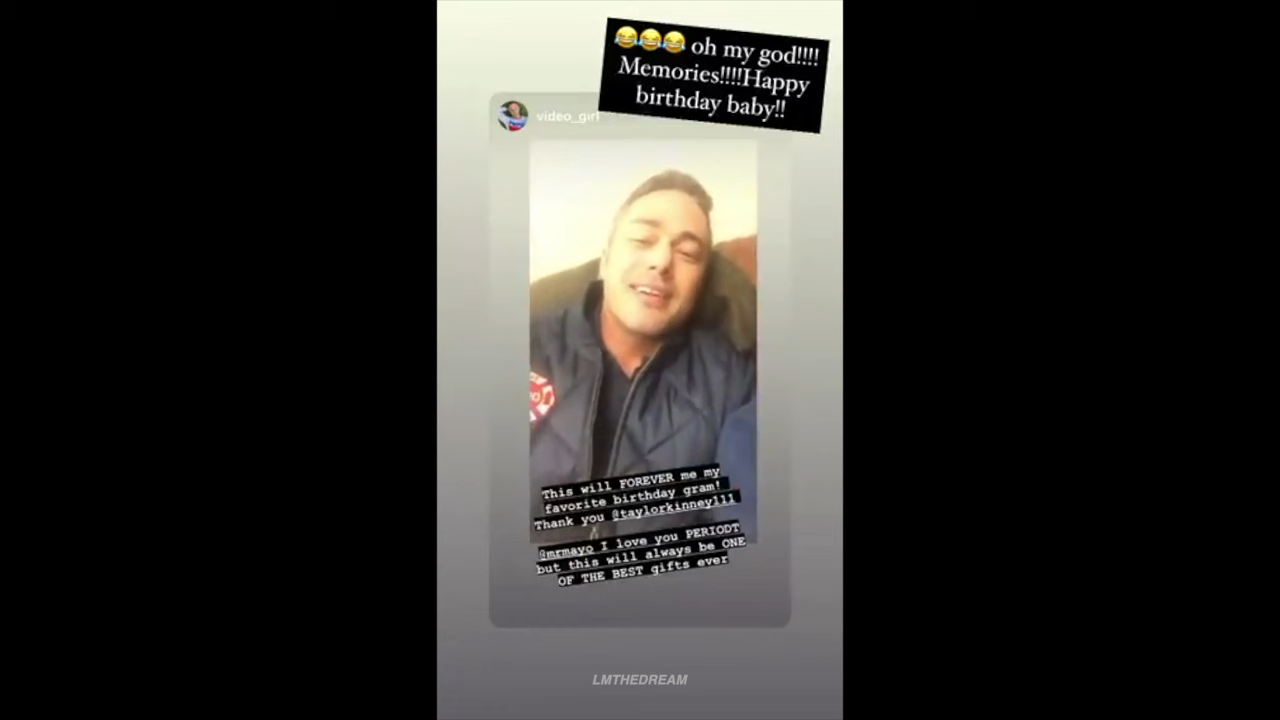 😂😂😂 oh my god!!!!
Memories!!!!Happy
birthday baby!!
video_girl
This will FOREVER me my
favorite birthday gram!
Thank you @taylorkinney111
@mrmayo I love you PERIODT
but this will always be ONE
OF THE BEST gifts ever
LMTHEDREAM